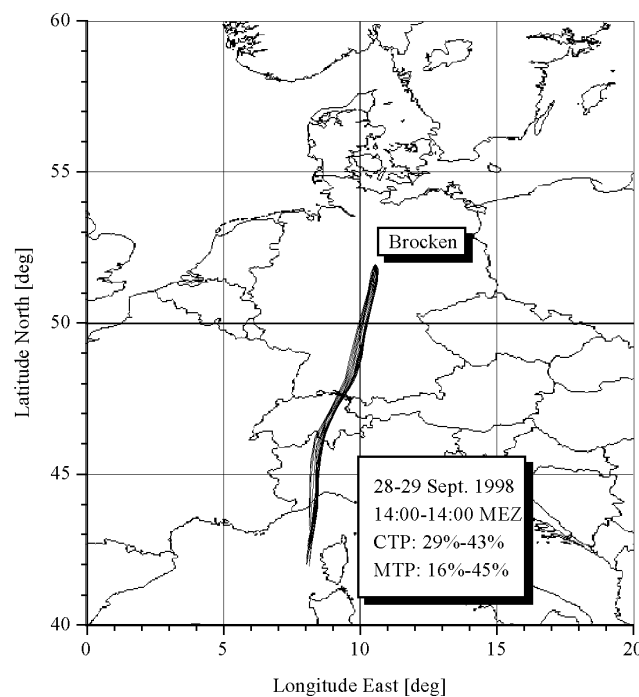 60
55
50
45
40
Latitude North [deg]
Brocken
28-29 Sept. 1998
14:00-14:00 MEZ
CTP: 29%-43%
MTP: 16%-45%
0 5 10 15 20
Longitude East [deg]